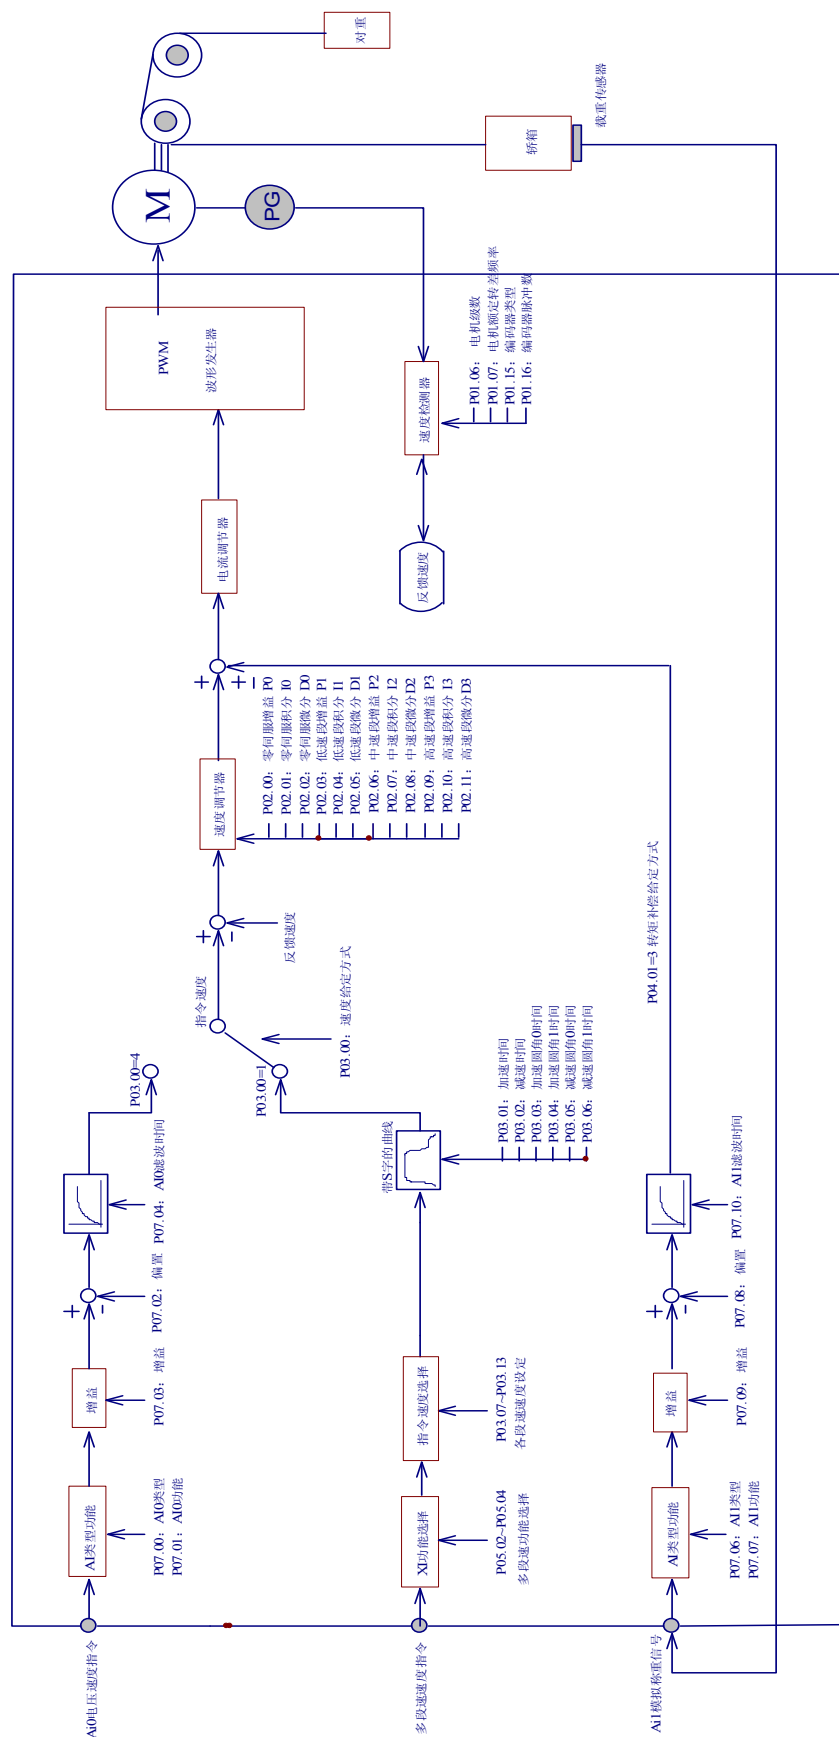 对重
载重传感器
轿箱
M
PG
PWM
波形发生器
P01.06：电机级数
P01.07：电机额定转差频率
P01.15：编码器类型
P01.16：编码器脉冲数
速度检测器
反馈速度
电流调节器
+
+
-
速度调节器
P02.00：零伺服增益 P0
P02.01：零伺服积分 I0
P02.02：零伺服微分 D0
P02.03：低速段增益 P1
P02.04：低速段积分 I1
P02.05：低速段微分 D1
P02.06：中速段增益 P2
P02.07：中速段积分 I2
P02.08：中速段微分 D2
P02.09：高速段增益 P3
P02.10：高速段积分 I3
P02.11：高速段微分 D3
+
-
反馈速度
指令速度
P03.00：速度给定方式
P03.00=4
P03.00=1
P04.01=3 转矩补偿给定方式
P03.01：加速时间
P03.02：减速时间
P03.03：加速圆角0时间
P03.04：加速圆角1时间
P03.05：减速圆角0时间
P03.06：减速圆角1时间
带S字的曲线
P07.04：AI0滤波时间
P07.02：偏置
+
-
P07.03：增益
增益
AI类型功能
P07.00：AI0类型
P07.01：AI0功能
Ai0电压速度指令
指令速度选择
P03.07~P03.13
各段速速度设定
XI功能选择
P05.02~P05.04
多段速功能选择
多段速速度指令
P07.10：AI1滤波时间
P07.08：偏置
+
-
P07.09：增益
增益
AI类型功能
P07.06：AI1类型
P07.07：AI1功能
Ai1模拟称重信号